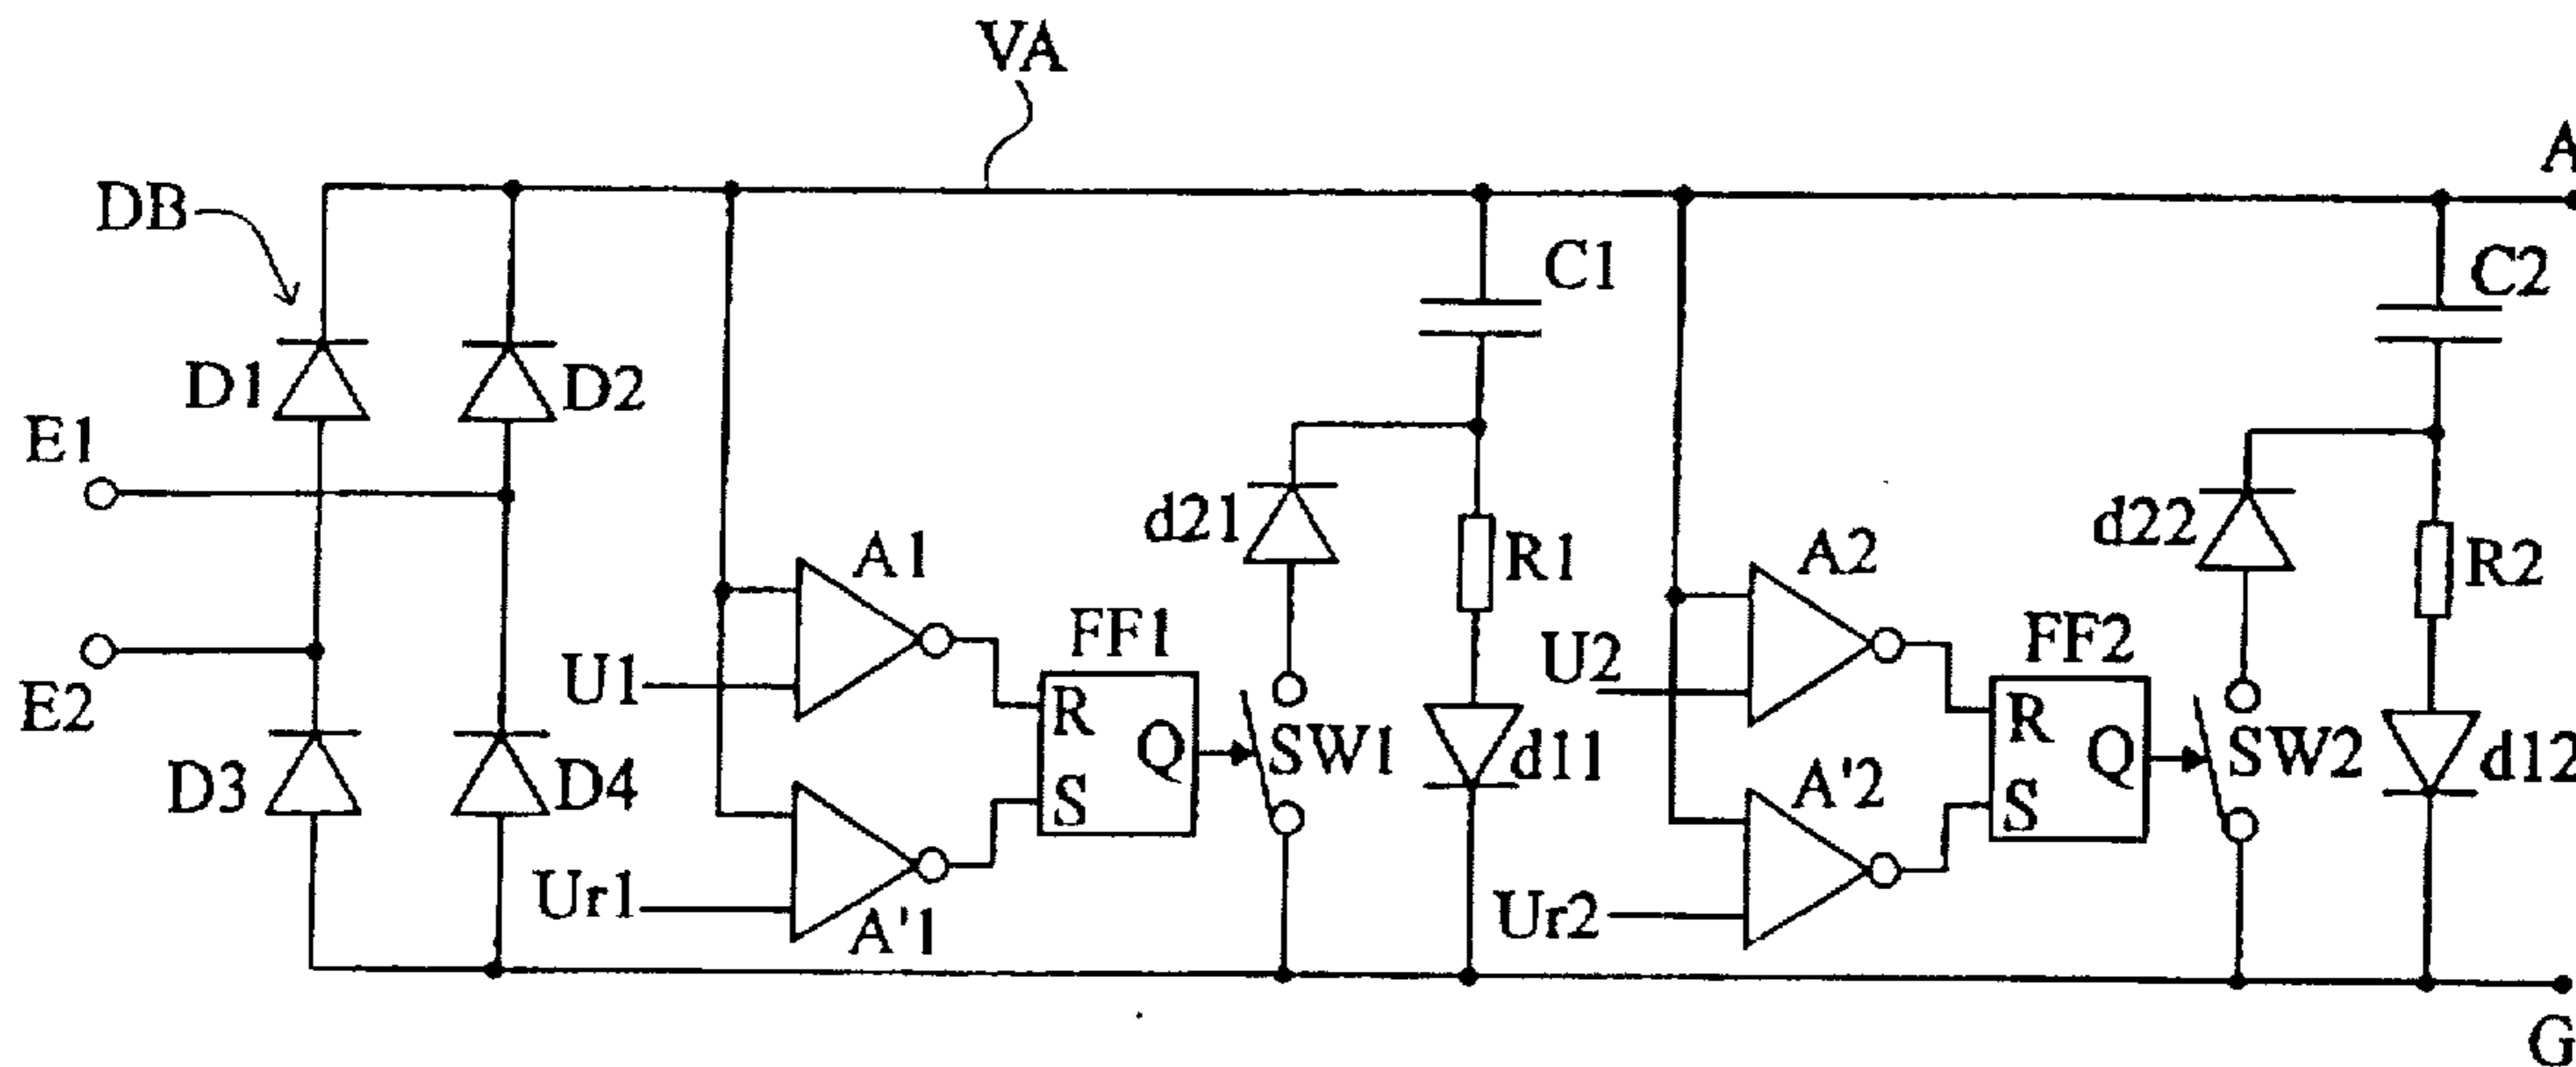 VA
A
DB
C1
C2
D1
D2
E1
d21
R1
d22
R2
A1
A2
FF1
FF2
U1
U2
E2
R
Q
S
SW1
d11
R
Q
S
SW2
d12
D3
D4
A'2
Ur1
A'1
Ur2
G